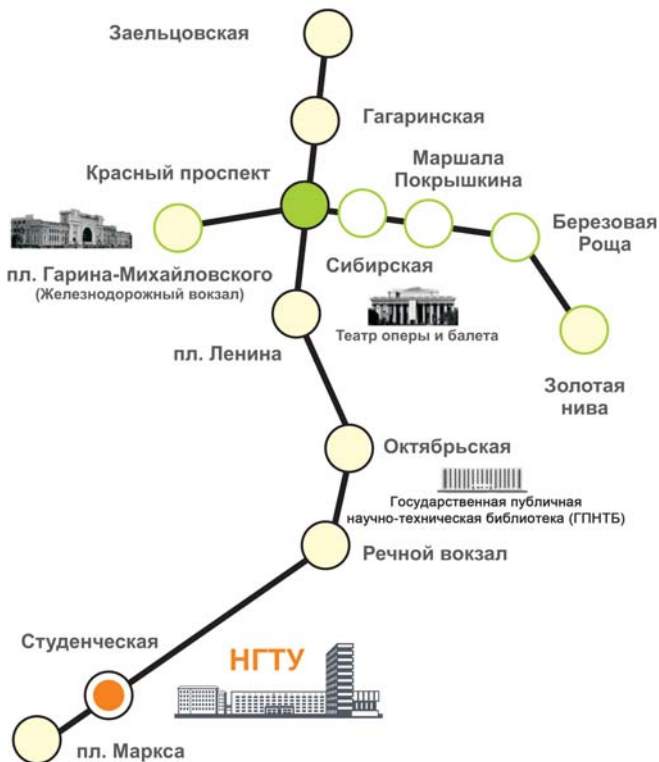 Заельцовская
Гагаринская
Красный проспект
Маршала
Покрышкина
Березовая
Роща
пл. Гарина-Михайловского
(Железнодорожный вокзал)
Сибирская
Театр оперы и балета
пл. Ленина
Золотая
нива
Октябрьская
Государственная публичная
научно-техническая библиотека (ГПНТБ)
Речной вокзал
Студенческая
НГТУ
пл. Маркса